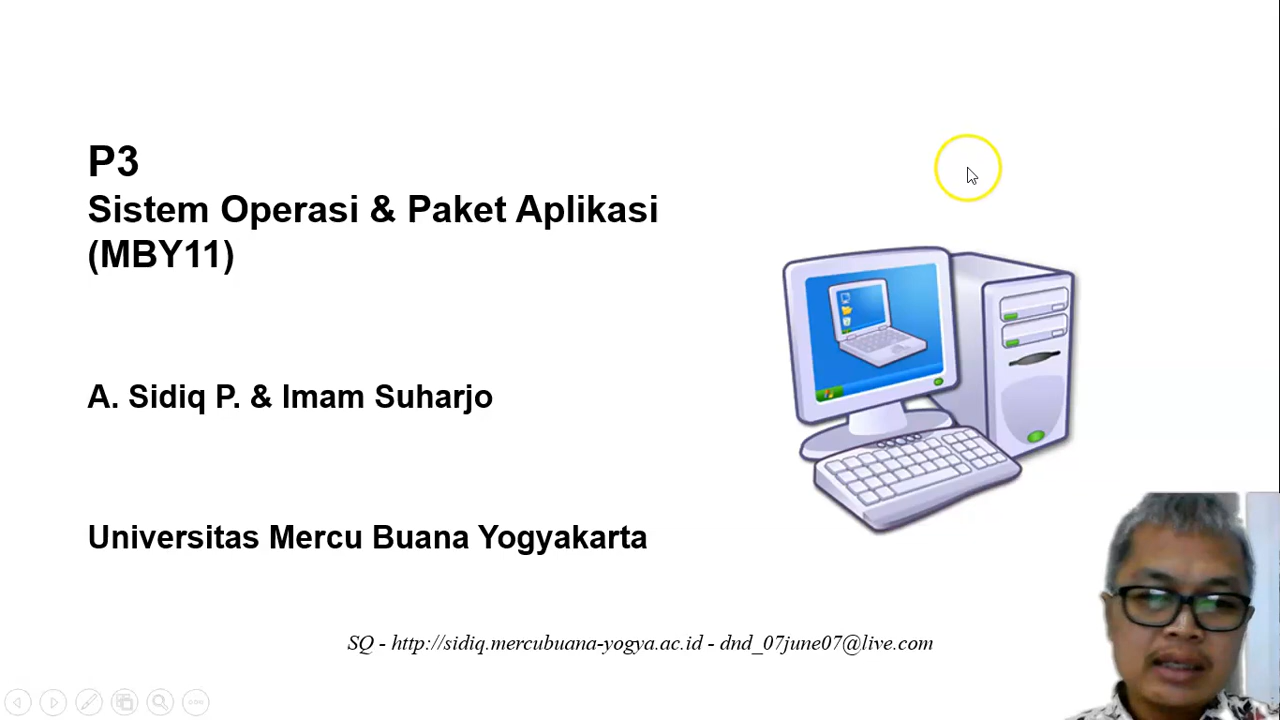 P3
Sistem Operasi & Paket Aplikasi
(MBY11)
A. Sidiq P. & Imam Suharjo
Universitas Mercu Buana Yogyakarta
SQ - http://sidiq.mercubuana-yogya.ac.id - dnd_07june07@live.com